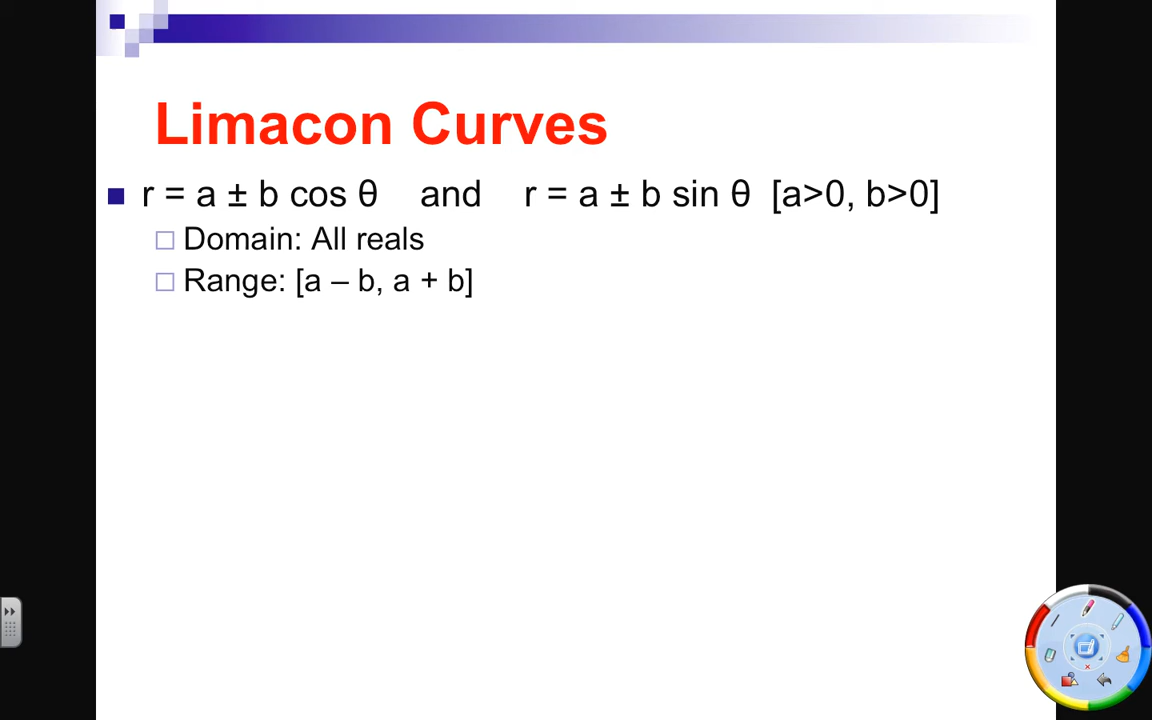 Limacon Curves
r = a ± b cos θ and r = a ± b sin θ [a>0, b>0]
Domain: All reals
Range: [a – b, a + b]